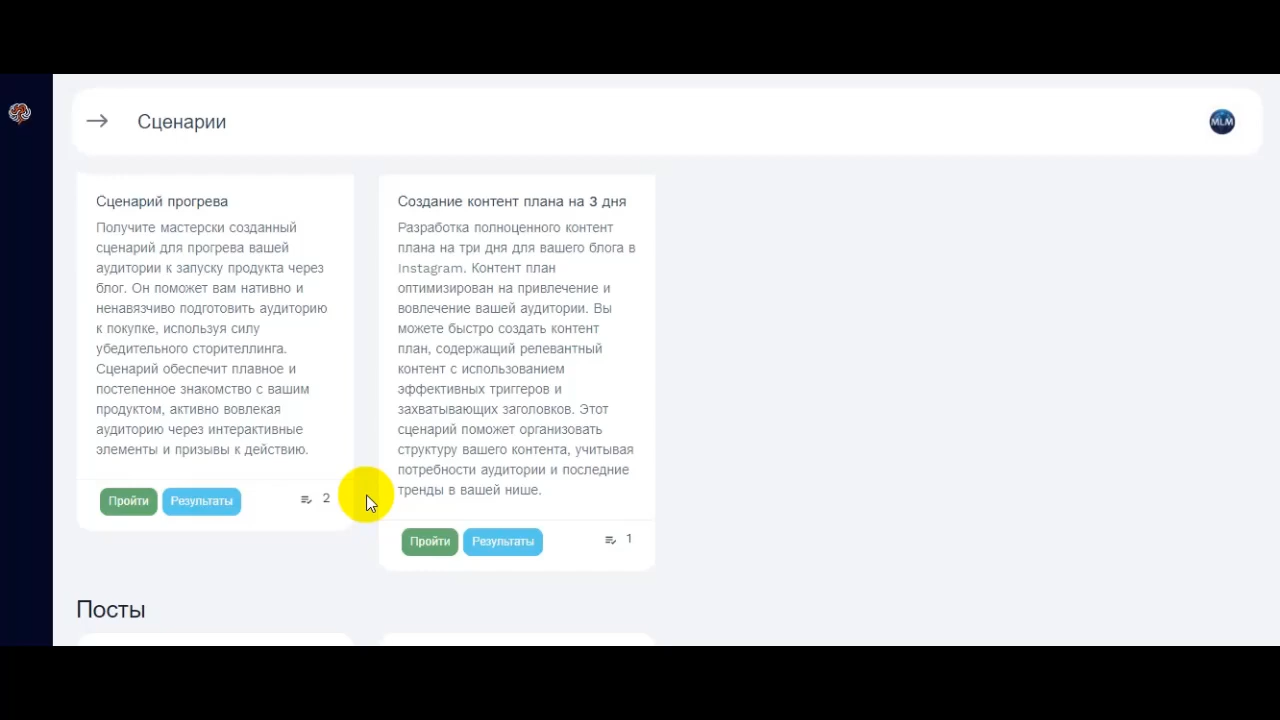 Сценарии
MLM
Сценарий прогрева
Получите мастерски созданный
сценарий для прогрева вашей
аудитории к запуску продукта через
блог. Он поможет вам нативно и
ненавязчиво подготовить аудиторию
к покупке, используя силу
убедительного сторителлинга.
Сценарий обеспечит плавное и
постепенное знакомство с вашим
продуктом, активно вовлекая
аудиторию через интерактивные
элементы и призывы к действию.
Пройти
Результаты
2
Создание контент плана на 3 дня
Разработка полноценного контент
плана на три дня для вашего блога в
Instagram. Контент план
оптимизирован на привлечение и
вовлечение вашей аудитории. Вы
можете быстро создать контент
план, содержащий релевантный
контент с использованием
эффективных триггеров и
захватывающих заголовков. Этот
сценарий поможет организовать
структуру вашего контента, учитывая
потребности аудитории и последние
тренды в вашей нише.
Пройти
Результаты
1
Посты